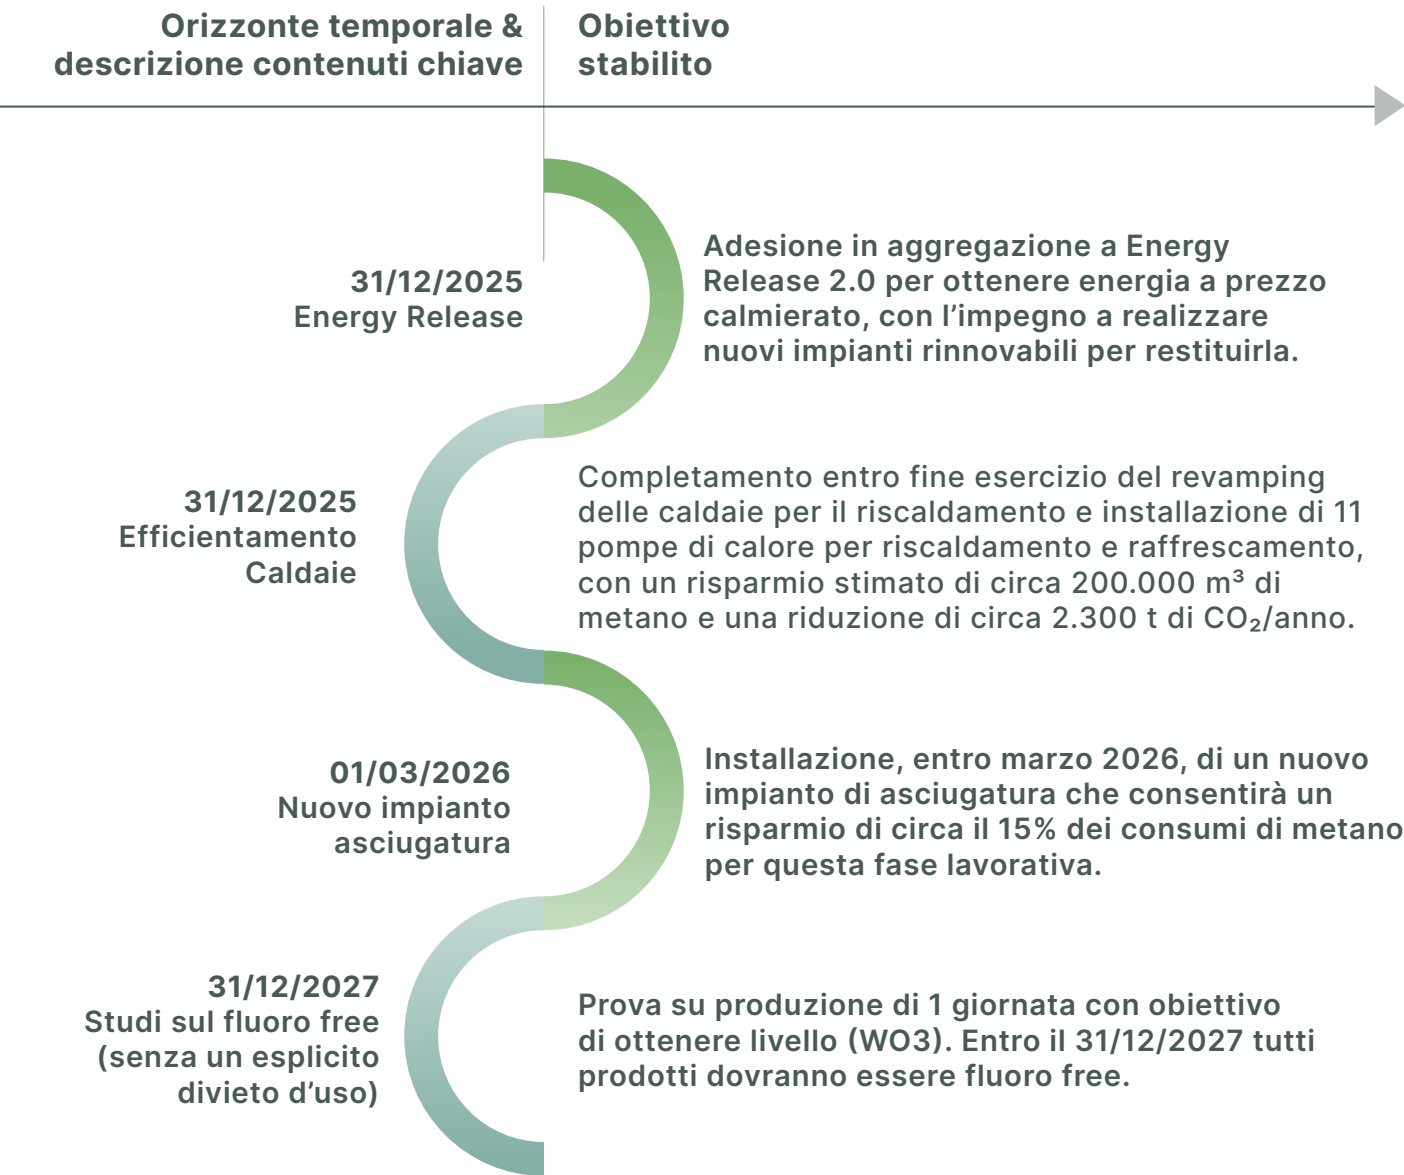 Orizzonte temporale &
descrizione contenuti chiave
Obiettivo
stabilito
31/12/2025
Energy Release
Adesione in aggregazione a Energy
Release 2.0 per ottenere energia a prezzo
calmierato, con l’impegno a realizzare
nuovi impianti rinnovabili per restituirla.
31/12/2025
Efficientamento
Caldaie
Completamento entro fine esercizio del revamping
delle caldaie per il riscaldamento e installazione di 11
pompe di calore per riscaldamento e raffrescamento,
con un risparmio stimato di circa 200.000 m³ di
metano e una riduzione di circa 2.300 t di CO₂/anno.
01/03/2026
Nuovo impianto
asciugatura
Installazione, entro marzo 2026, di un nuovo
impianto di asciugatura che consentirà un
risparmio di circa il 15% dei consumi di metano
per questa fase lavorativa.
31/12/2027
Studi sul fluoro free
(senza un esplicito
divieto d’uso)
Prova su produzione di 1 giornata con obiettivo
di ottenere livello (WO3). Entro il 31/12/2027 tutti
prodotti dovranno essere fluoro free.